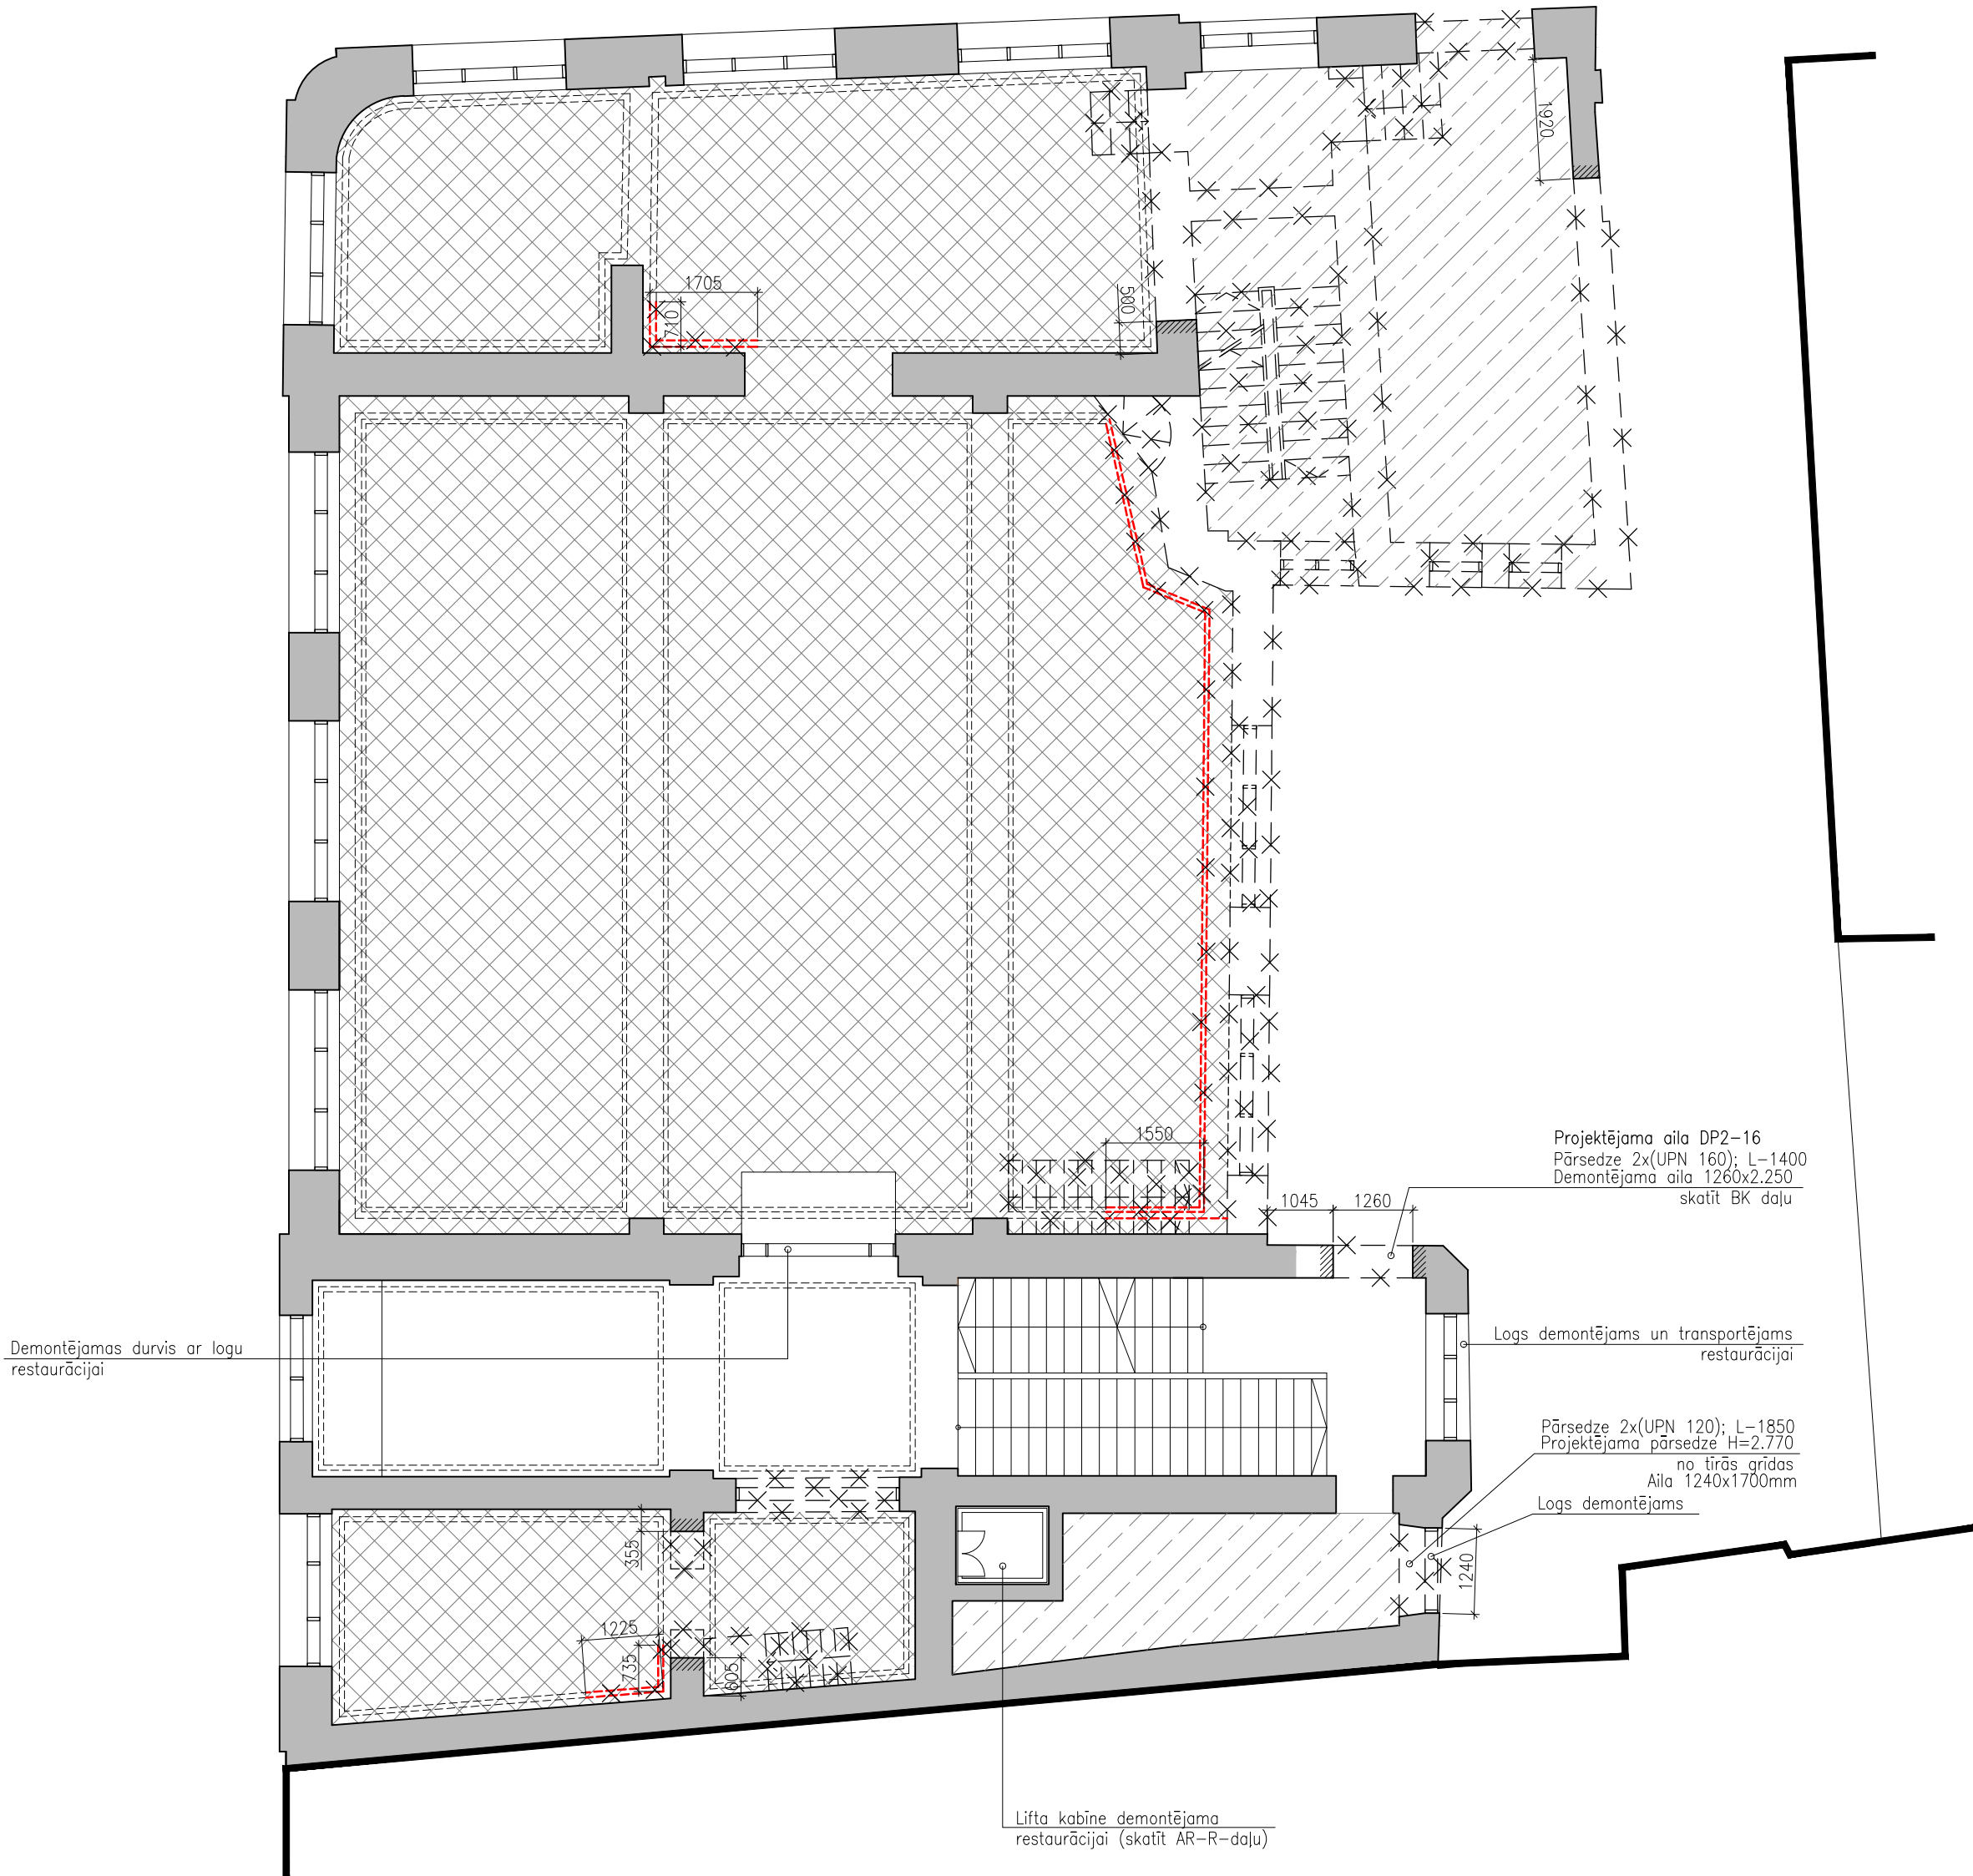 1920
1705
710
500
1550
Projektējama aila DP2-16
Pārsedze 2x(UPN 160); L-1400
Demontējama aila 1260x2.250
skatīt BK daļu
1045
1260
Demontējamas durvis ar logu
restaurācijai
Logs demontējams un transportējams
restaurācijai
Pārsedze 2x(UPN 120); L-1850
Projektējama pārsedze H=2.770
no tīrās grīdas
Aila 1240x1700mm
Logs demontējams
355
1240
1225
735
605
Lifta kabīne demontējama
restaurācijai (skatīt AR-R-daļu)